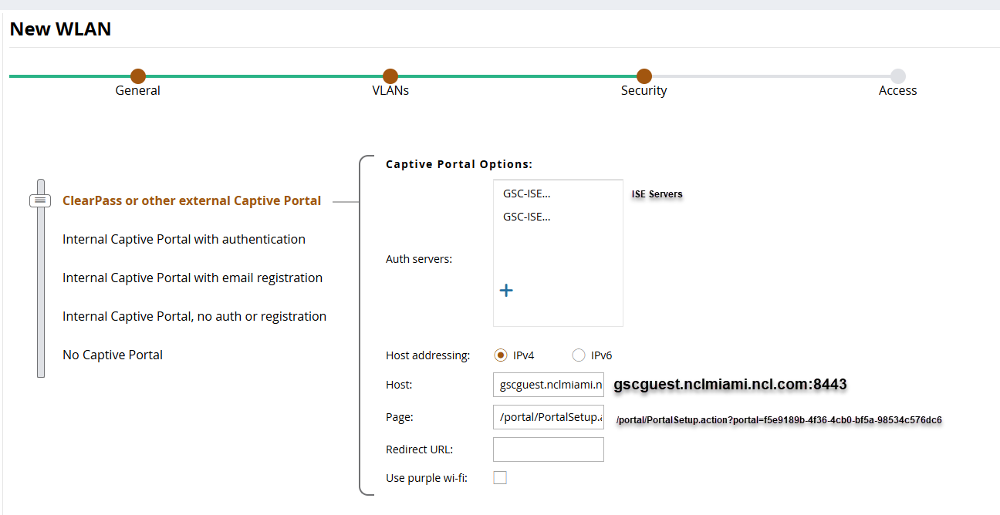 New WLAN
General
VLANs
Security
Access
Captive Portal Options:
ClearPass or other external Captive Portal
Internal Captive Portal with authentication
Internal Captive Portal with email registration
Internal Captive Portal, no auth or registration
No Captive Portal
Auth servers:
GSC-ISE...
GSC-ISE...
+
ISE Servers
Host addressing:
IPv4
IPv6
Host:
gscguest.nclmiami.n
gscguest.nclmiami.ncl.com:8443
Page:
/portal/PortalSetup.a
/portal/PortalSetup.action?portal=f5e9189b-4f36-4cb0-bf5a-98534c576dc6
Redirect URL:
Use purple wi-fi: